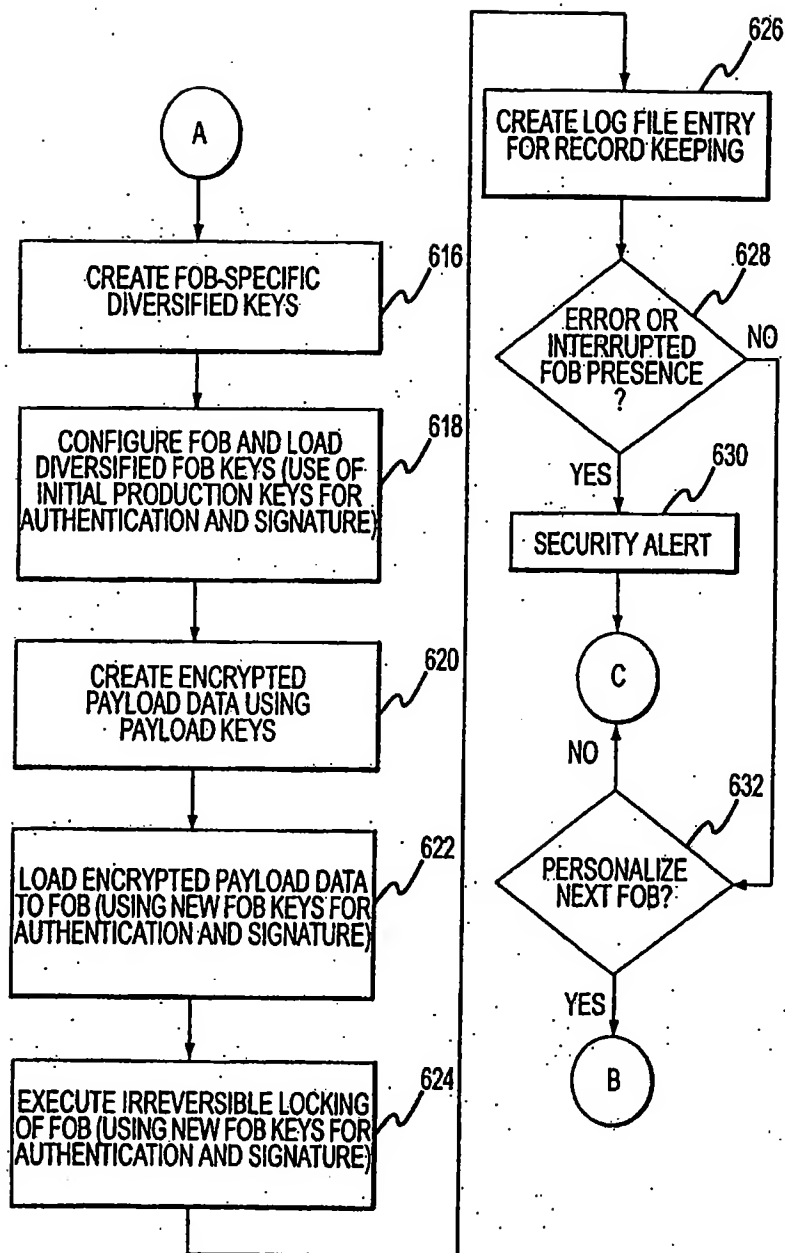 A
CREATE FOB-SPECIFIC
DIVERSIFIED KEYS
616
CONFIGURE FOB AND LOAD
DIVERSIFIED FOB KEYS (USE OF
INITIAL PRODUCTION KEYS FOR
AUTHENTICATION AND SIGNATURE)
618
CREATE ENCRYPTED
PAYLOAD DATA USING
PAYLOAD KEYS
620
LOAD ENCRYPTED PAYLOAD DATA
TO FOB (USING NEW FOB KEYS FOR
AUTHENTICATION AND SIGNATURE)
622
EXECUTE IRREVERSIBLE LOCKING
OF FOB (USING NEW FOB KEYS FOR
AUTHENTICATION AND SIGNATURE)
624
626
CREATE LOG FILE ENTRY
FOR RECORD KEEPING
628
ERROR OR
INTERRUPTED
FOB PRESENCE
?
NO
YES
630
SECURITY ALERT
C
NO
632
PERSONALIZE
NEXT FOB?
YES
B